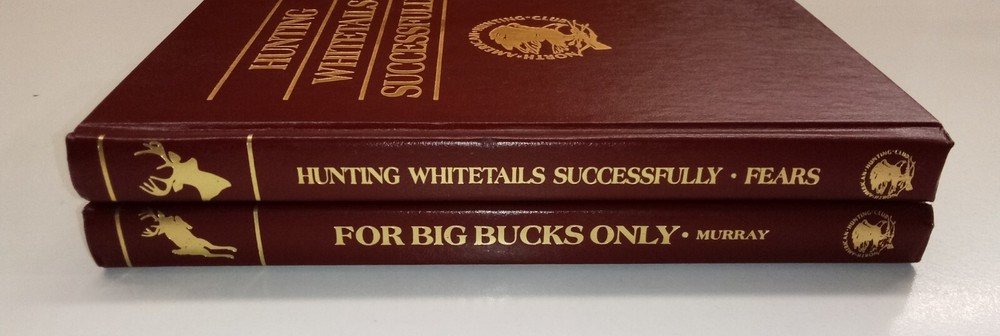 HUNTING
WHITETAILS
SUCCESSFULLY
NORTH·AMERICAN·HUNTING·CLUB
HUNTING WHITETAILS SUCCESSFULLY · FEARS
FOR BIG BUCKS ONLY · MURRAY